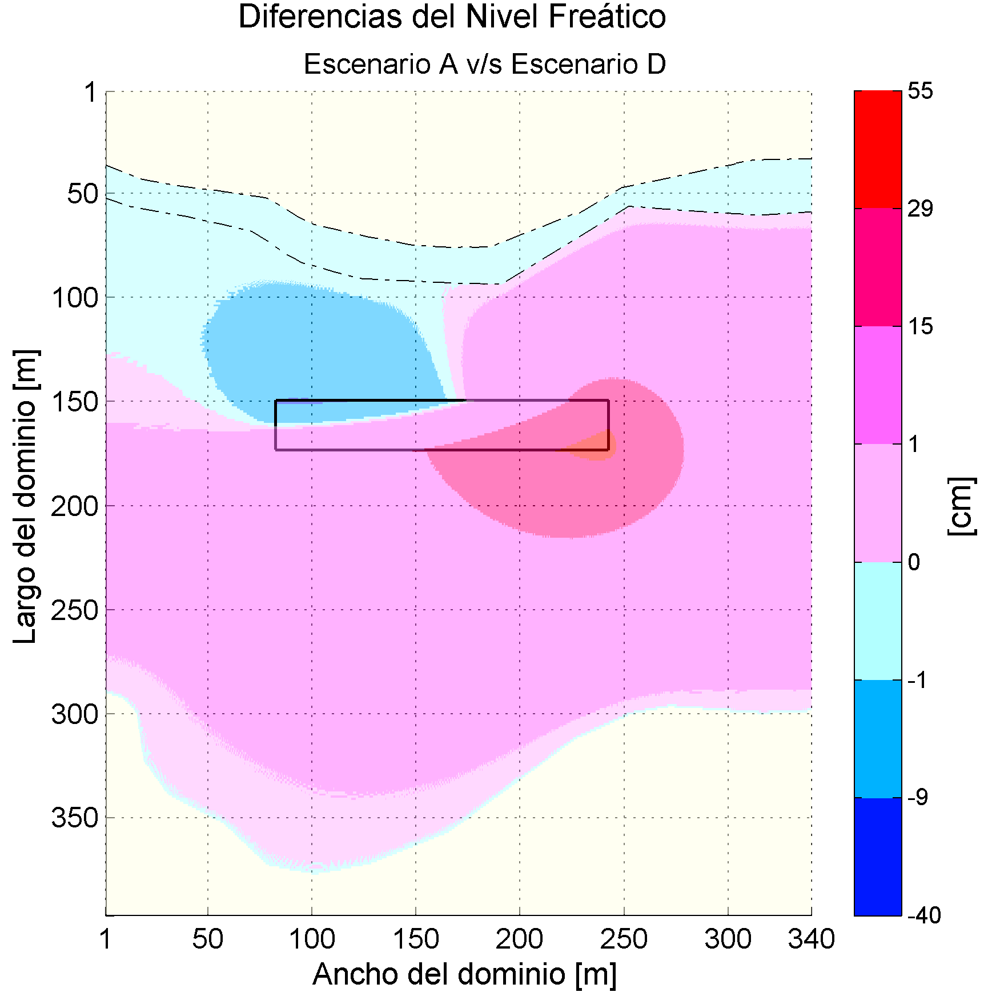 Diferencias del Nivel Freático
Escenario A v/s Escenario D
Largo del dominio [m]
1
50
100
150
200
250
300
350
1 50 100 150 200 250 300 340
Ancho del dominio [m]
55
29
15
1
0
-1
-9
-40
[cm]